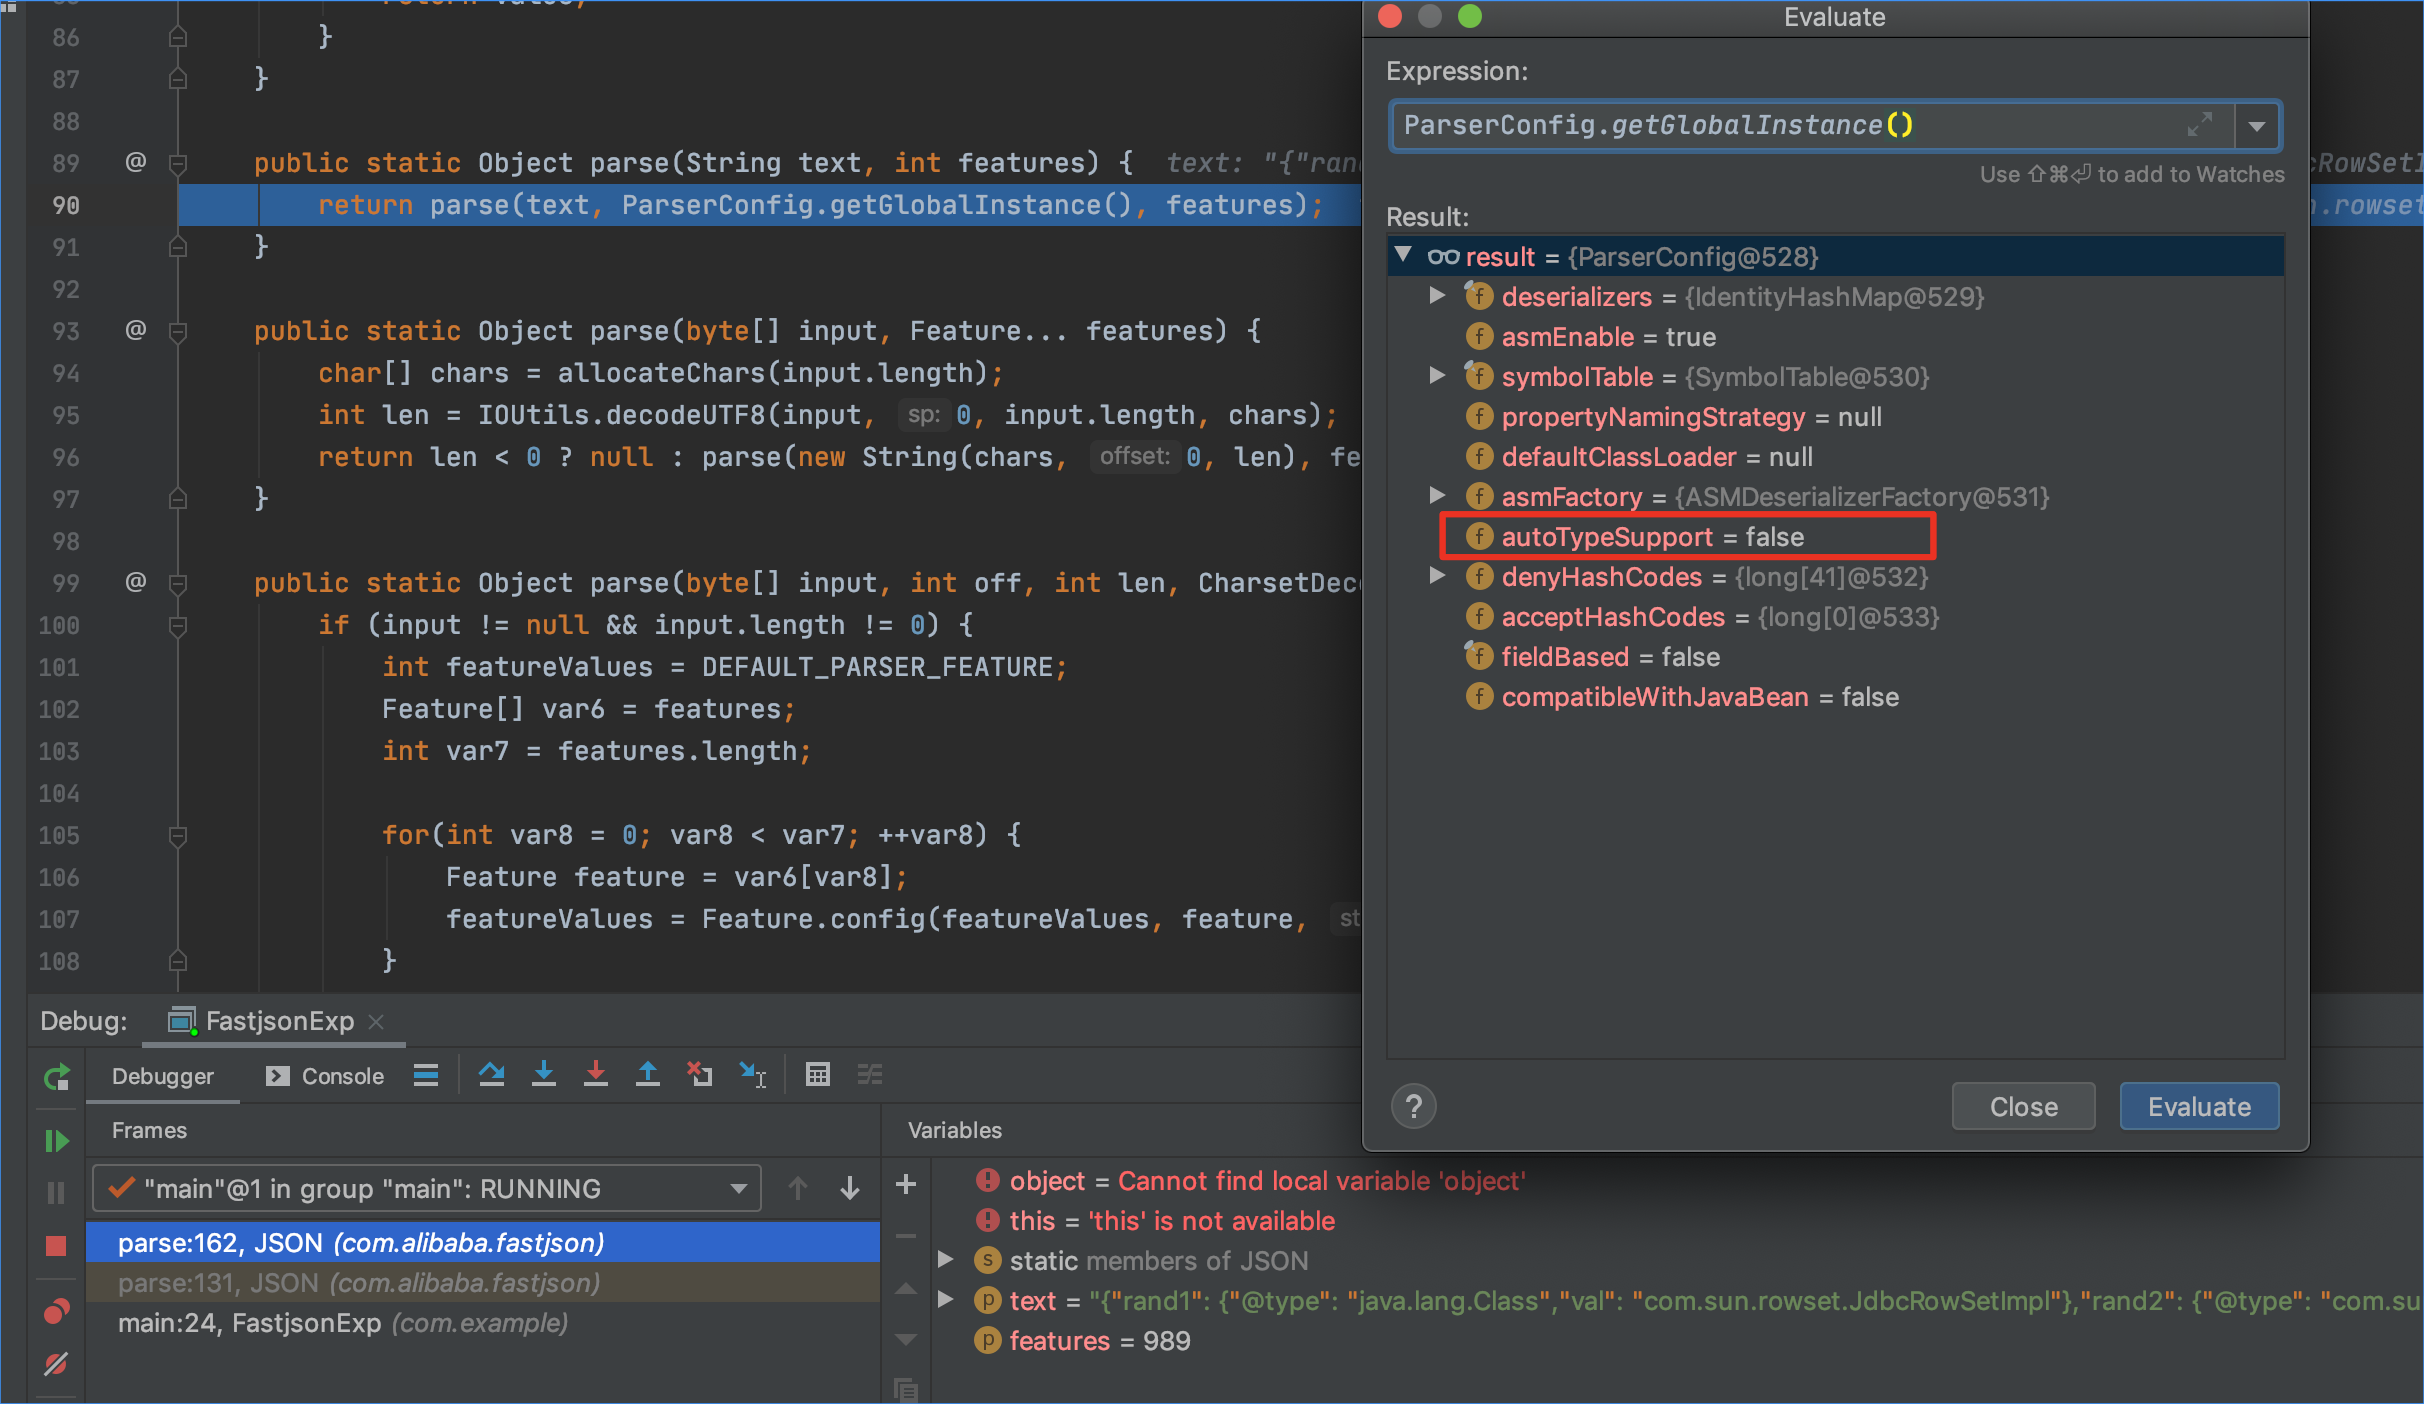 86 }
87 }
88
89 @ public static Object parse(String text, int features) { text: "{"ran
90 return parse(text, ParserConfig.getGlobalInstance(), features);
91 }
92
93 @ public static Object parse(byte[] input, Feature... features) {
94 char[] chars = allocateChars(input.length);
95 int len = IOUtils.decodeUTF8(input, sp: 0, input.length, chars);
96 return len < 0 ? null : parse(new String(chars, offset: 0, len), fe
97 }
98
99 @ public static Object parse(byte[] input, int off, int len, CharsetDec
100 if (input != null && input.length != 0) {
101 int featureValues = DEFAULT_PARSER_FEATURE;
102 Feature[] var6 = features;
103 int var7 = features.length;
104
105 for(int var8 = 0; var8 < var7; ++var8) {
106 Feature feature = var6[var8];
107 featureValues = Feature.config(featureValues, feature, st
108 }
Evaluate
Expression:
ParserConfig.getGlobalInstance()
Use ⇧⌘⏎ to add to Watches
cRowSetI
n.rowset
Result:
result = {ParserConfig@528}
f deserializers = {IdentityHashMap@529}
f asmEnable = true
f symbolTable = {SymbolTable@530}
f propertyNamingStrategy = null
f defaultClassLoader = null
f asmFactory = {ASMDeserializerFactory@531}
f autoTypeSupport = false
f denyHashCodes = {long[41]@532}
f acceptHashCodes = {long[0]@533}
f fieldBased = false
f compatibleWithJavaBean = false
? Close Evaluate
Debug: FastjsonExp
Debugger Console
Frames
"main"@1 in group "main": RUNNING
parse:162, JSON (com.alibaba.fastjson)
parse:131, JSON (com.alibaba.fastjson)
main:24, FastjsonExp (com.example)
Variables
object = Cannot find local variable 'object'
this = 'this' is not available
s static members of JSON
p text = "{"rand1": {"@type": "java.lang.Class","val": "com.sun.rowset.JdbcRowSetImpl"},"rand2": {"@type": "com.su
p features = 989